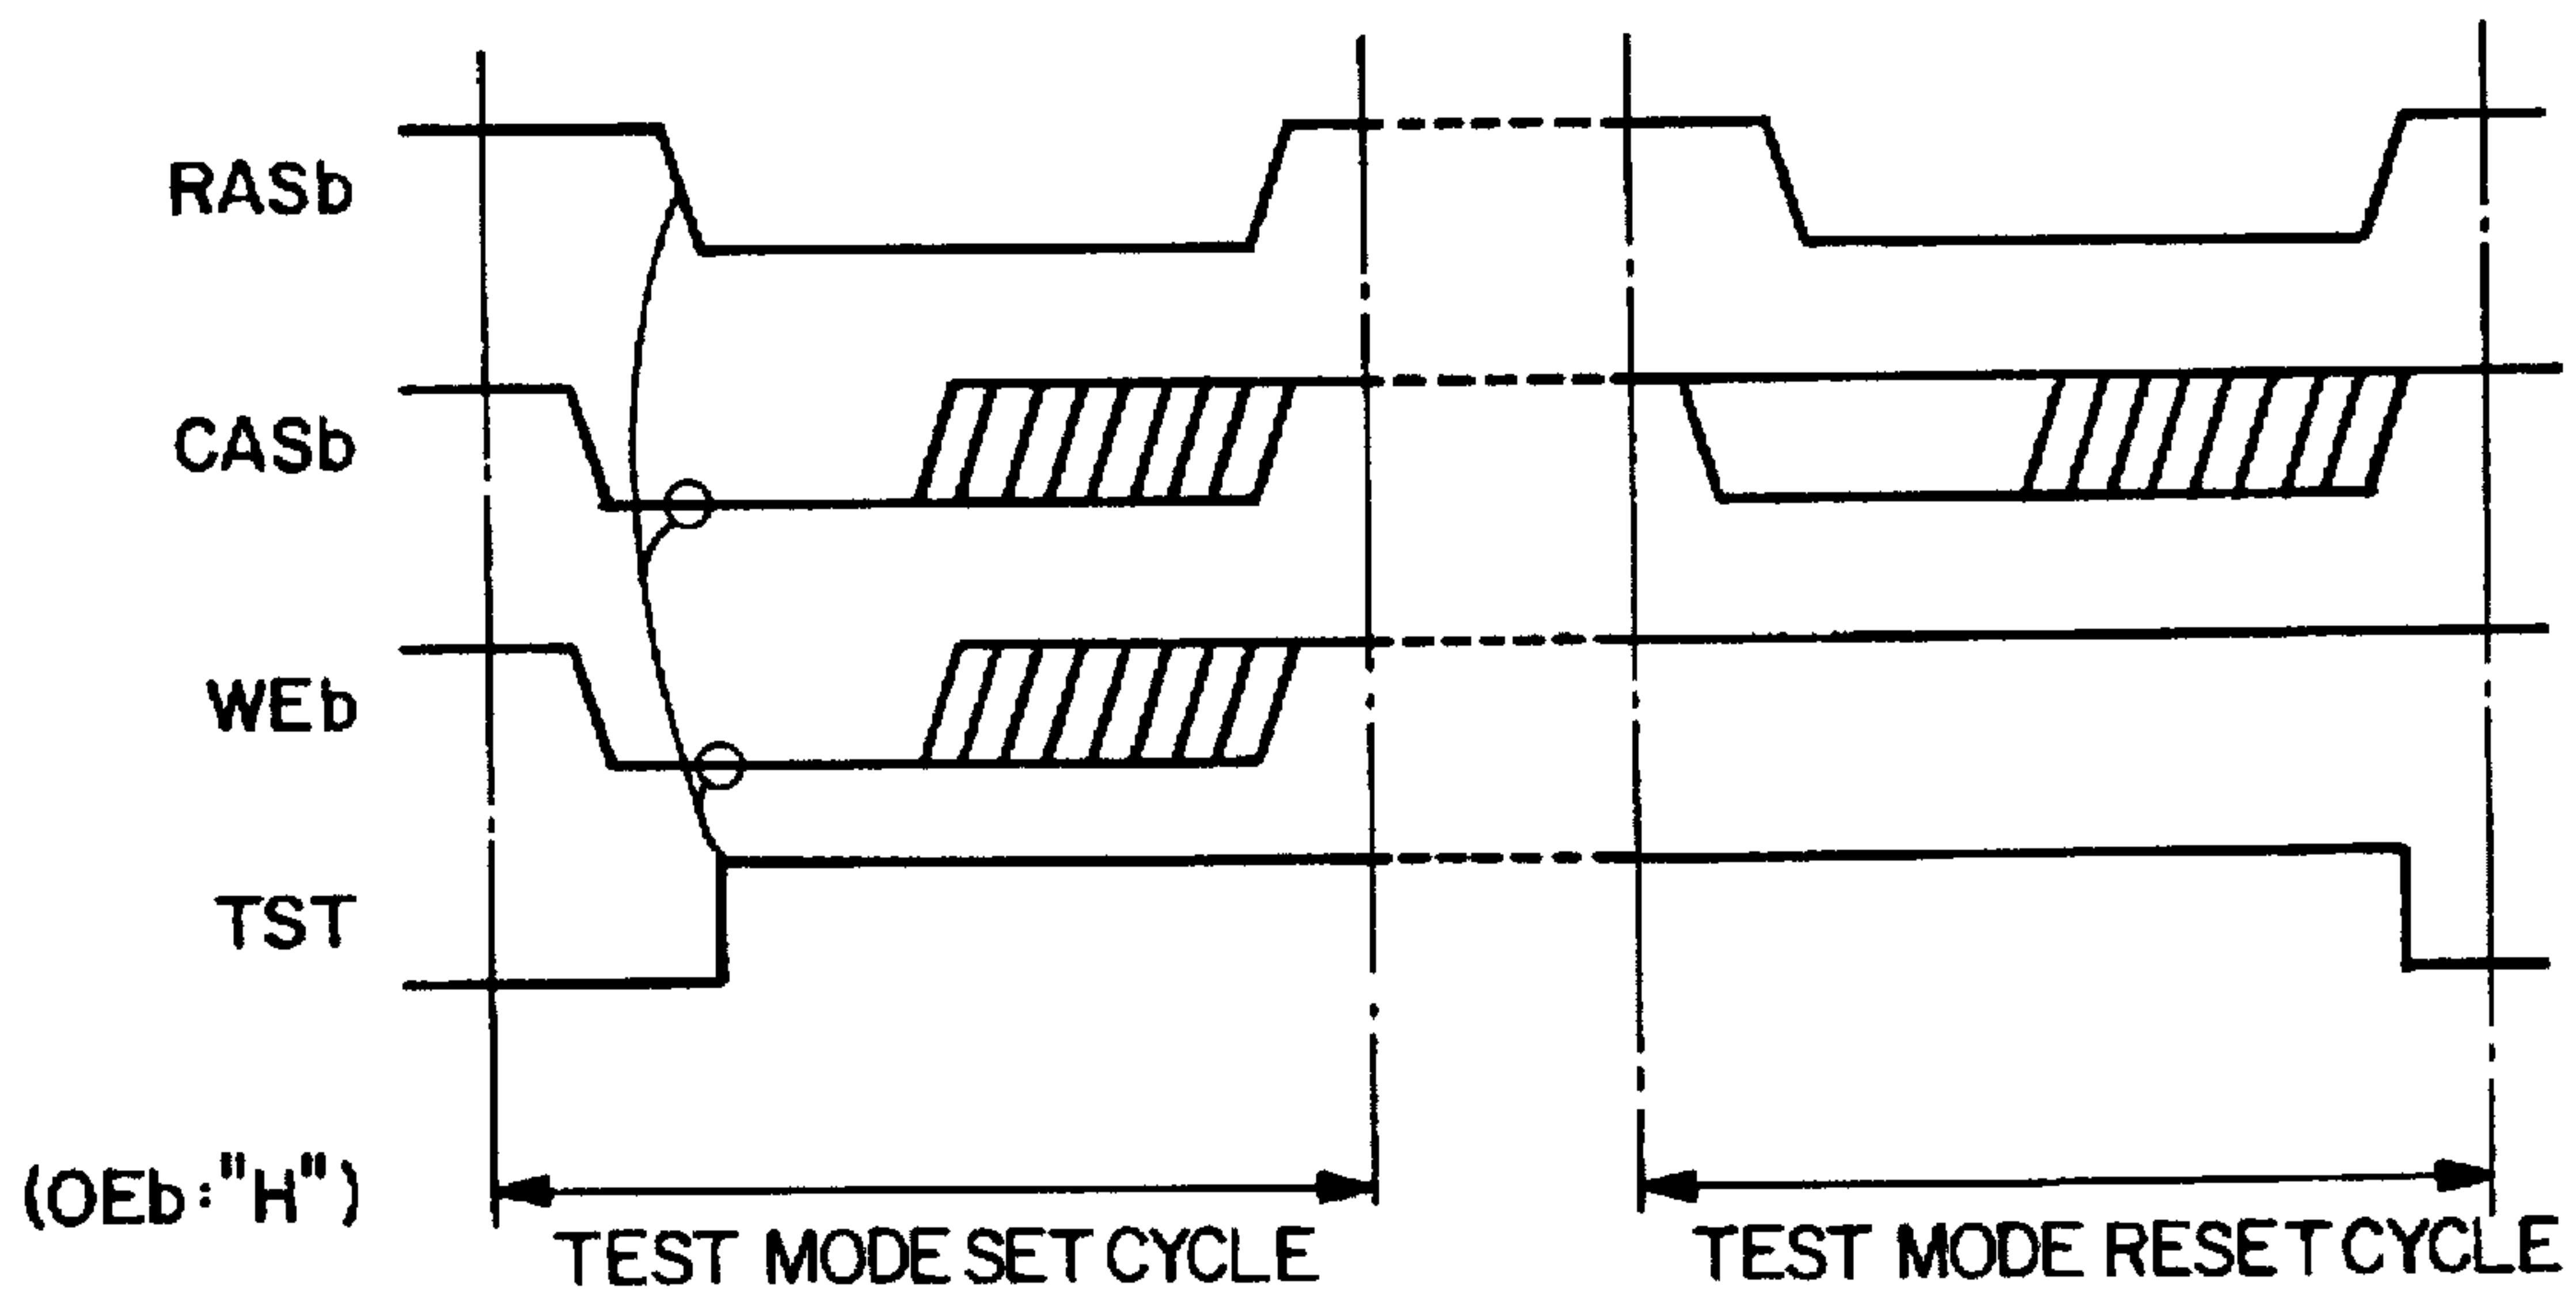 RASb
CASb
WEb
TST
(OEb:"H")
TEST MODE SET CYCLE
TEST MODE RESET CYCLE